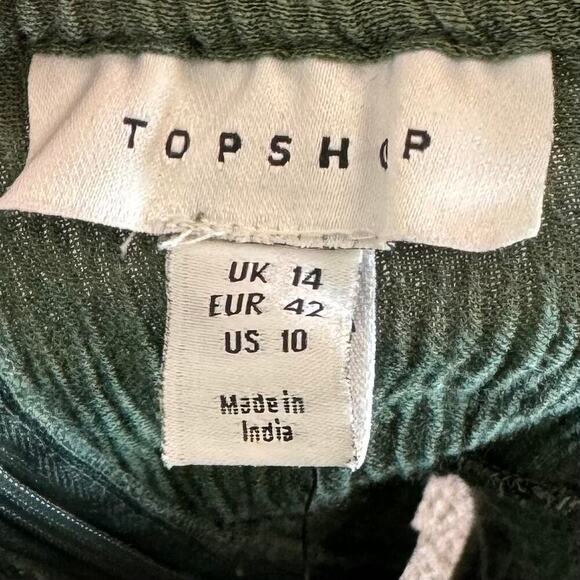 TOPSHOP
UK 14
EUR 42
US 10
Made in
India